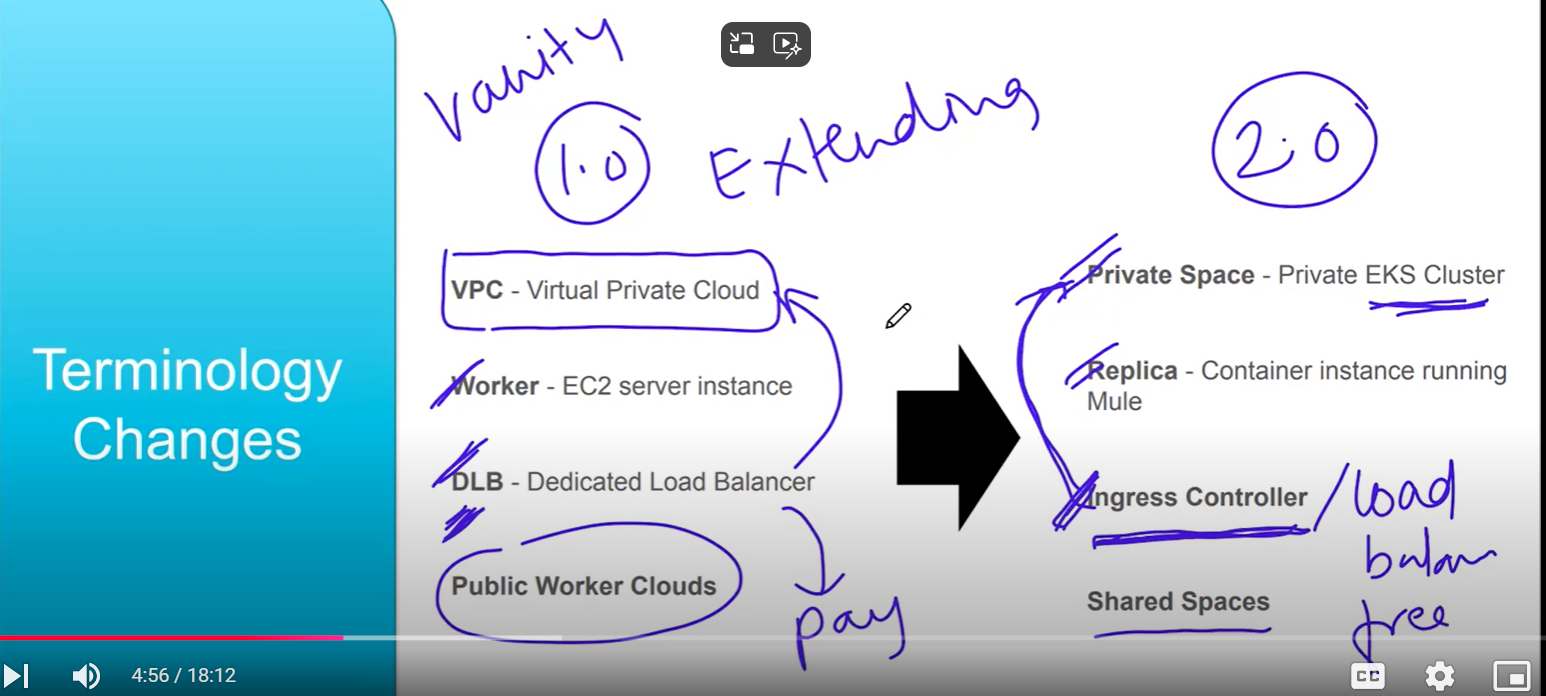 Terminology
Changes
vanity
1.0
Extending
2.0
VPC - Virtual Private Cloud
Worker - EC2 server instance
DLB - Dedicated Load Balancer
pay
Public Worker Clouds
Private Space - Private EKS Cluster
Replica - Container instance running
Mule
Ingress Controller / load
free
Shared Spaces
4:56 / 18:12
CC